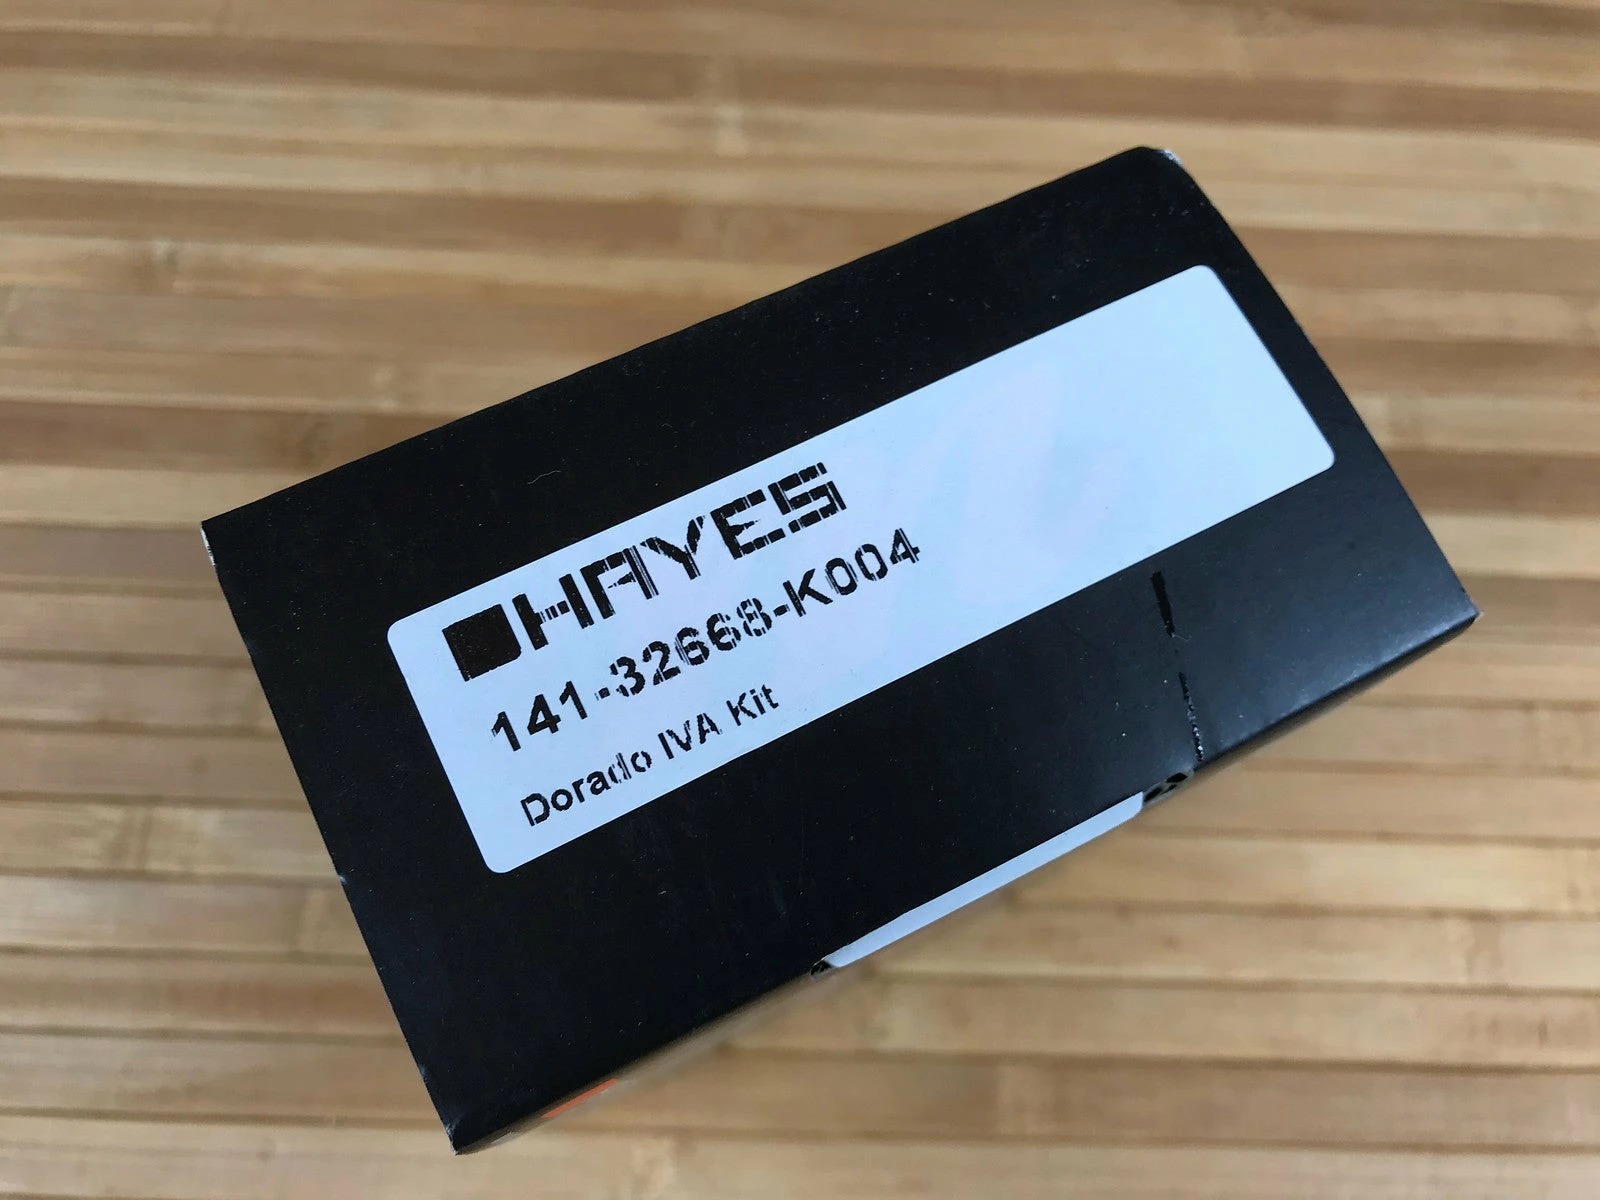 HAYES
141-32668-K004
Dorado IVA Kit